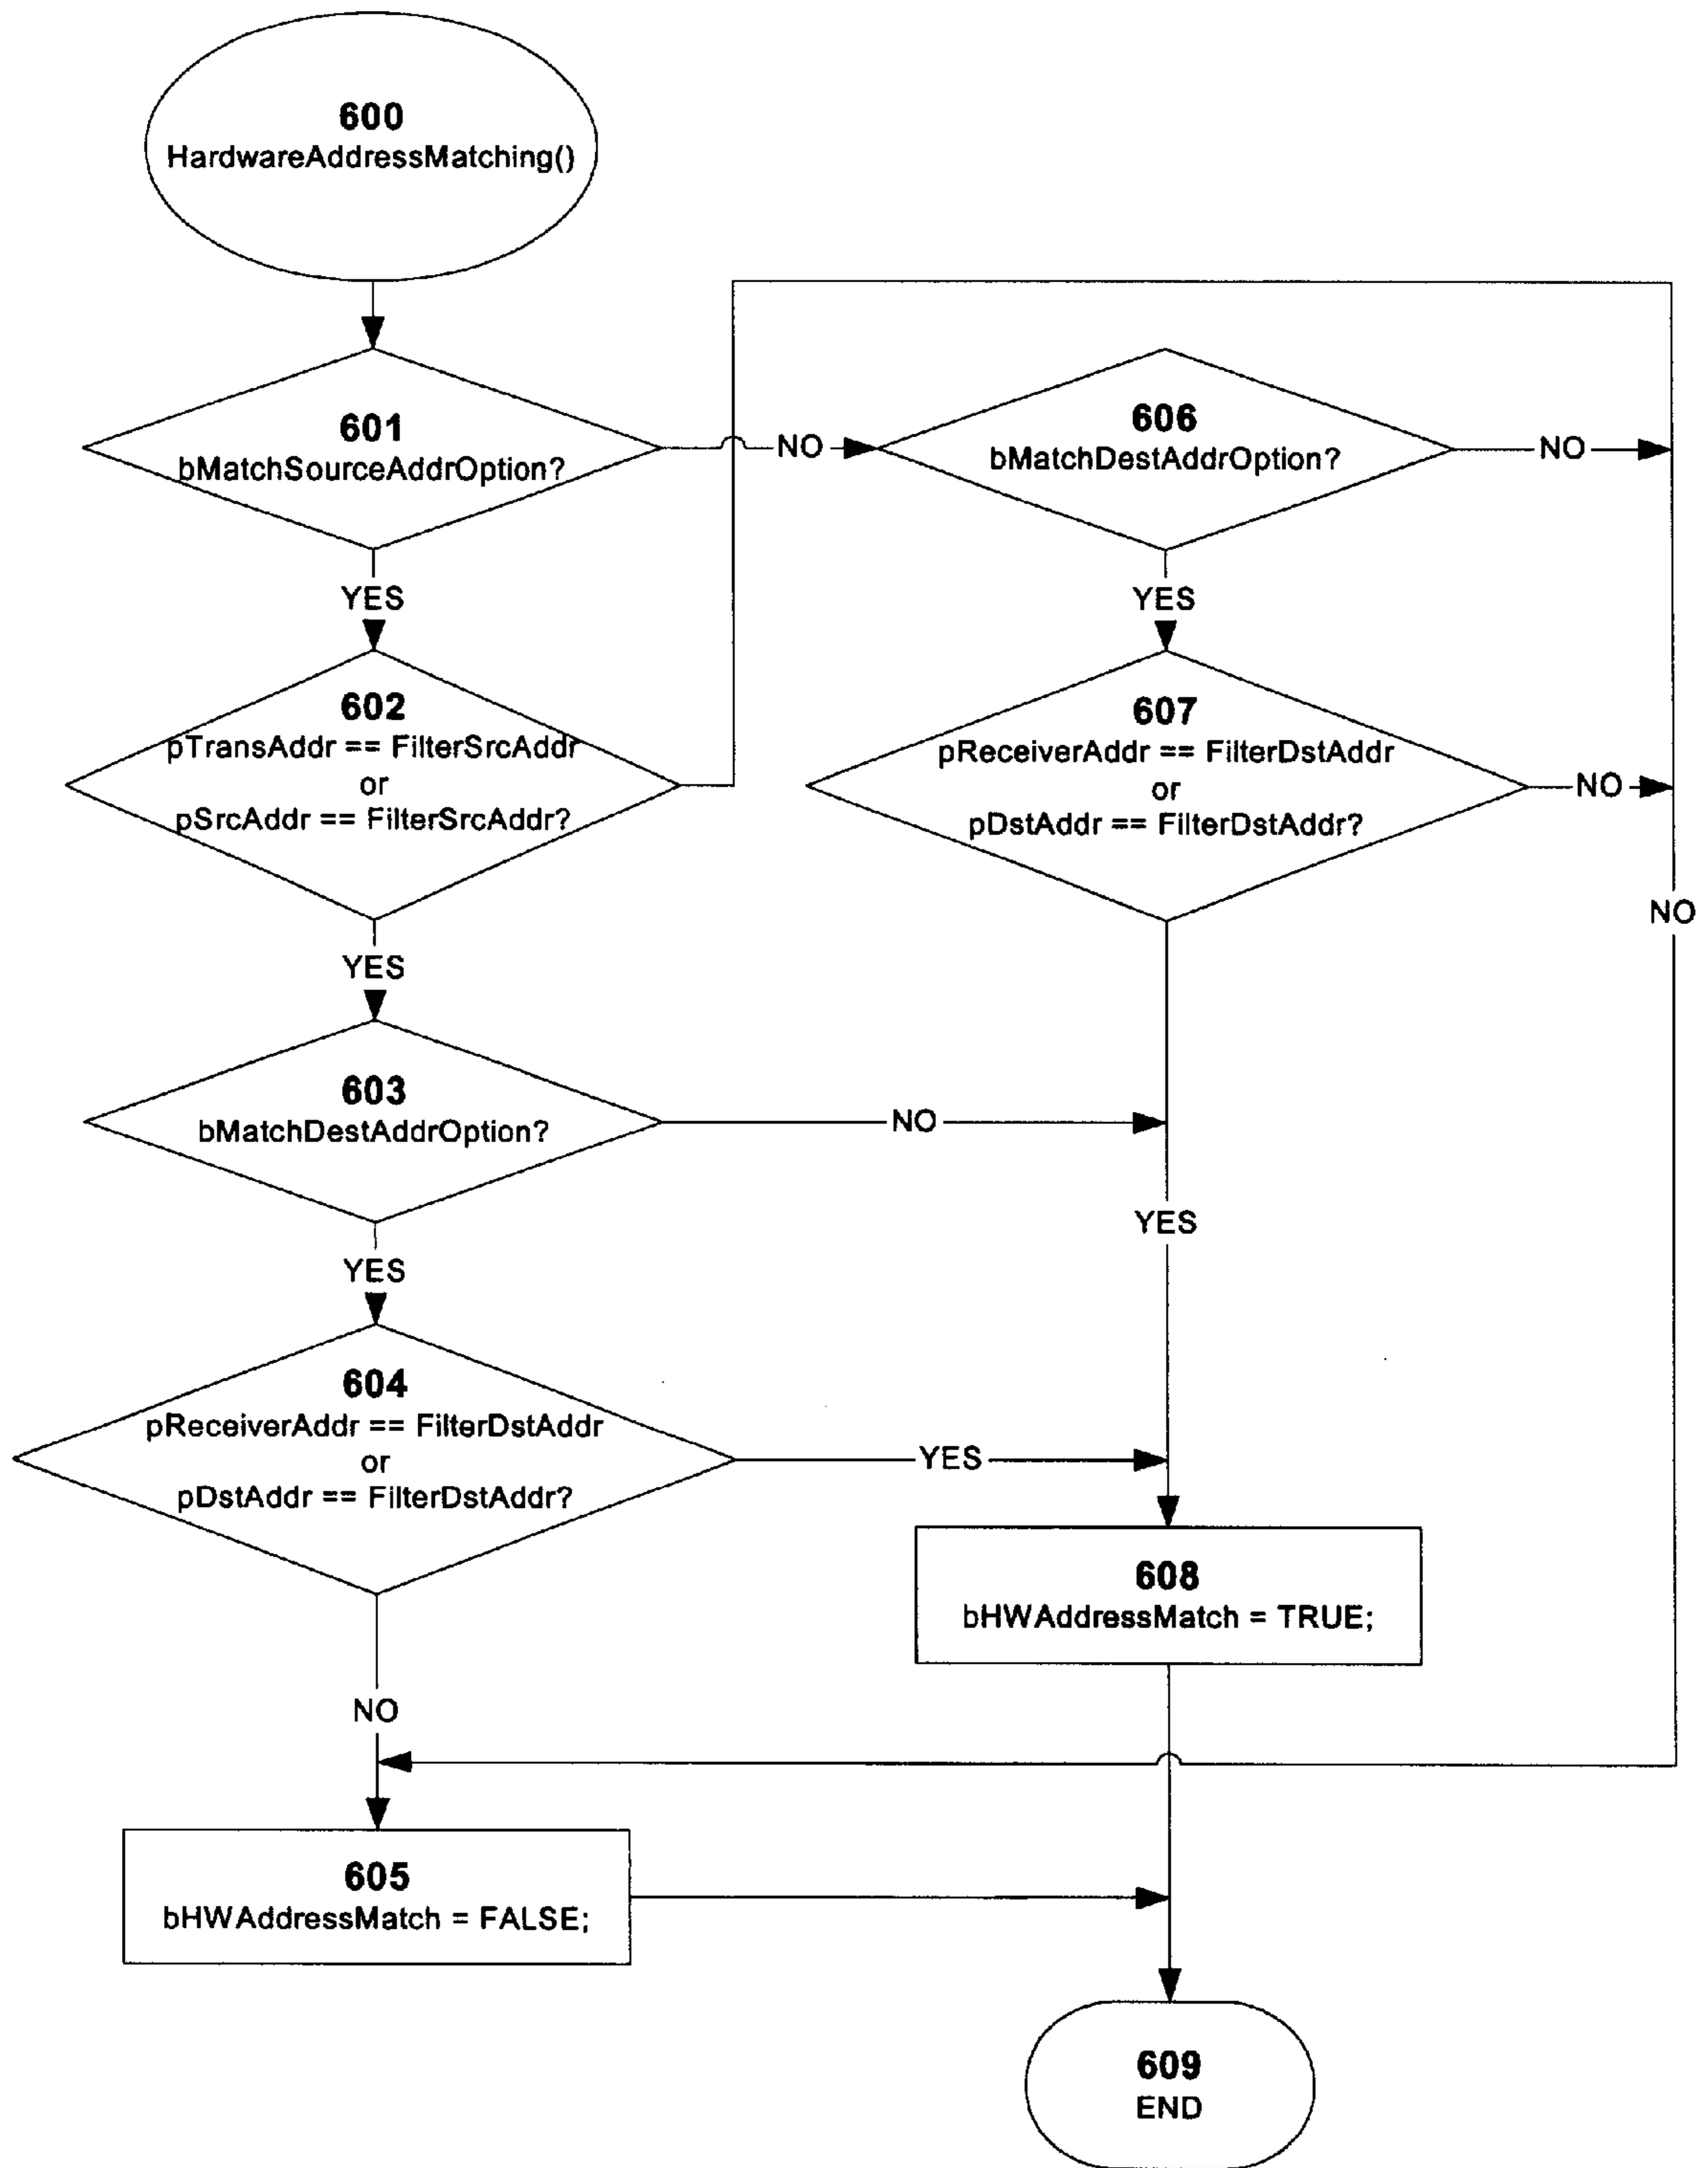 600
HardwareAddressMatching()
601
bMatchSourceAddrOption?
NO
606
bMatchDestAddrOption?
NO
YES
YES
602
pTransAddr == FilterSrcAddr
or
pSrcAddr == FilterSrcAddr?
607
pReceiverAddr == FilterDstAddr
or
pDstAddr == FilterDstAddr?
NO
NO
YES
603
bMatchDestAddrOption?
NO
YES
YES
604
pReceiverAddr == FilterDstAddr
or
pDstAddr == FilterDstAddr?
YES
608
bHWAddressMatch = TRUE;
NO
605
bHWAddressMatch = FALSE;
609
END